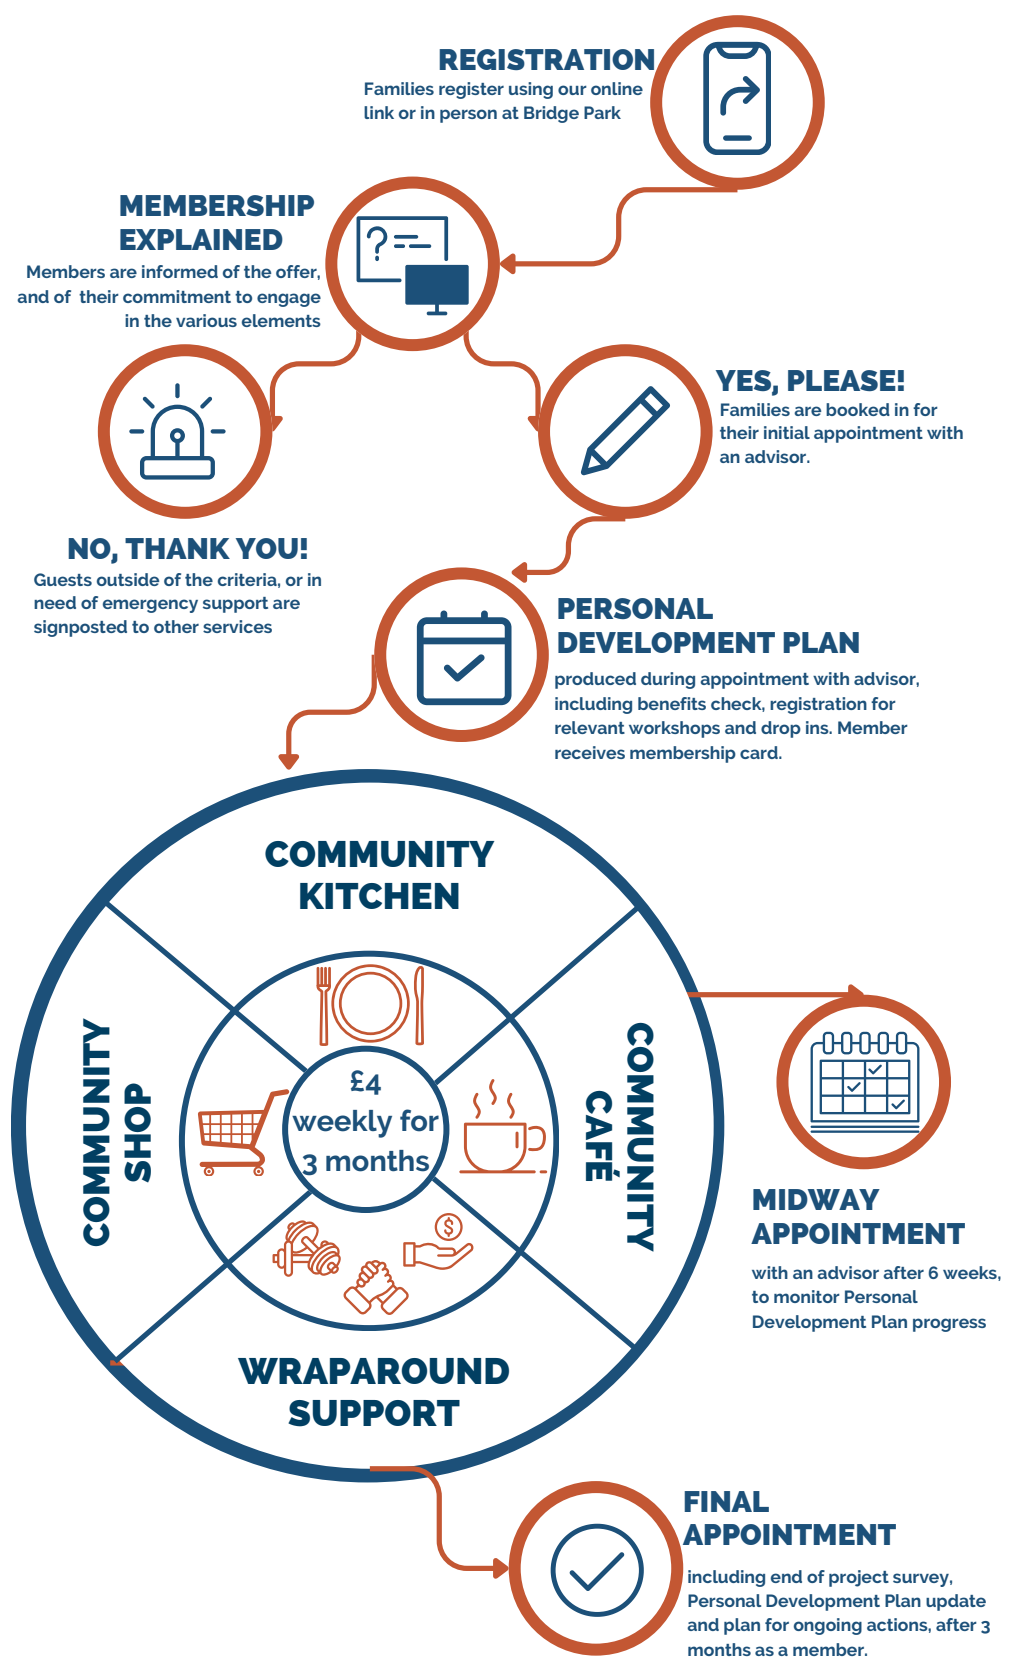 REGISTRATION
Families register using our online
link or in person at Bridge Park
MEMBERSHIP
EXPLAINED
Members are informed of the offer,
and of their commitment to engage
in the various elements
?
YES, PLEASE!
Families are booked in for
their initial appointment with
an advisor.
NO, THANK YOU!
Guests outside of the criteria, or in
need of emergency support are
signposted to other services
PERSONAL
DEVELOPMENT PLAN
produced during appointment with advisor,
including benefits check, registration for
relevant workshops and drop ins. Member
receives membership card.
COMMUNITY
KITCHEN
COMMUNITY
SHOP
£4
weekly for
3 months
COMMUNITY
CAFÉ
$
WRAPAROUND
SUPPORT
MIDWAY
APPOINTMENT
with an advisor after 6 weeks,
to monitor Personal
Development Plan progress
FINAL
APPOINTMENT
including end of project survey,
Personal Development Plan update
and plan for ongoing actions, after 3
months as a member.